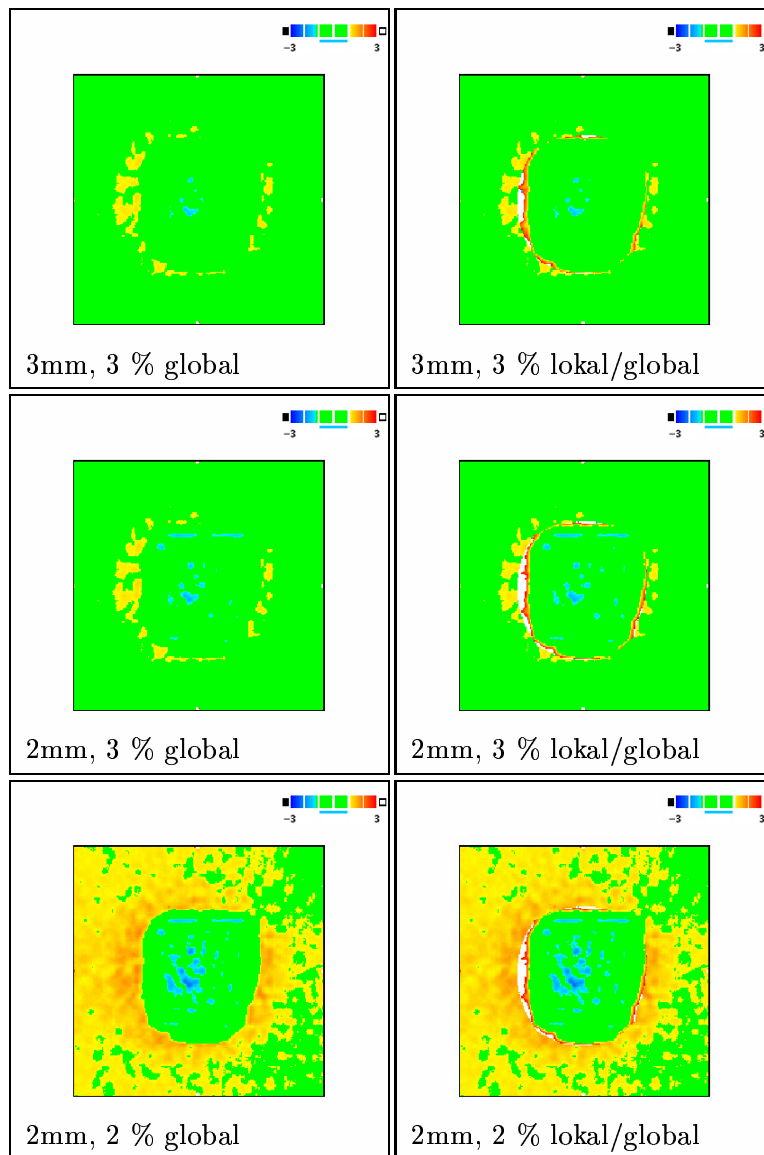 −3 3
−3 3
3mm, 3 % global
3mm, 3 % lokal/global
−3 3
−3 3
2mm, 3 % global
2mm, 3 % lokal/global
−3 3
−3 3
2mm, 2 % global
2mm, 2 % lokal/global